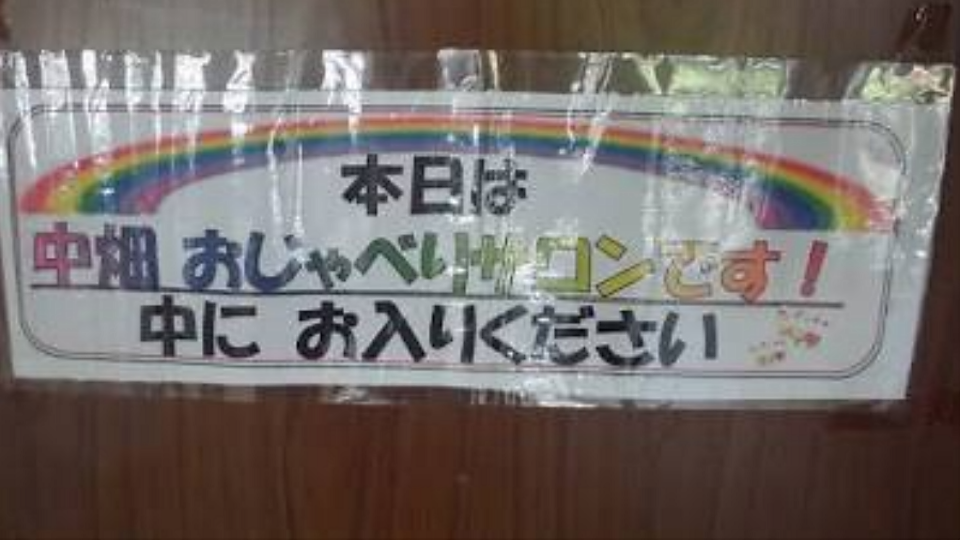 本日は
中畑 おしゃべりサロンです！
中に お入りください